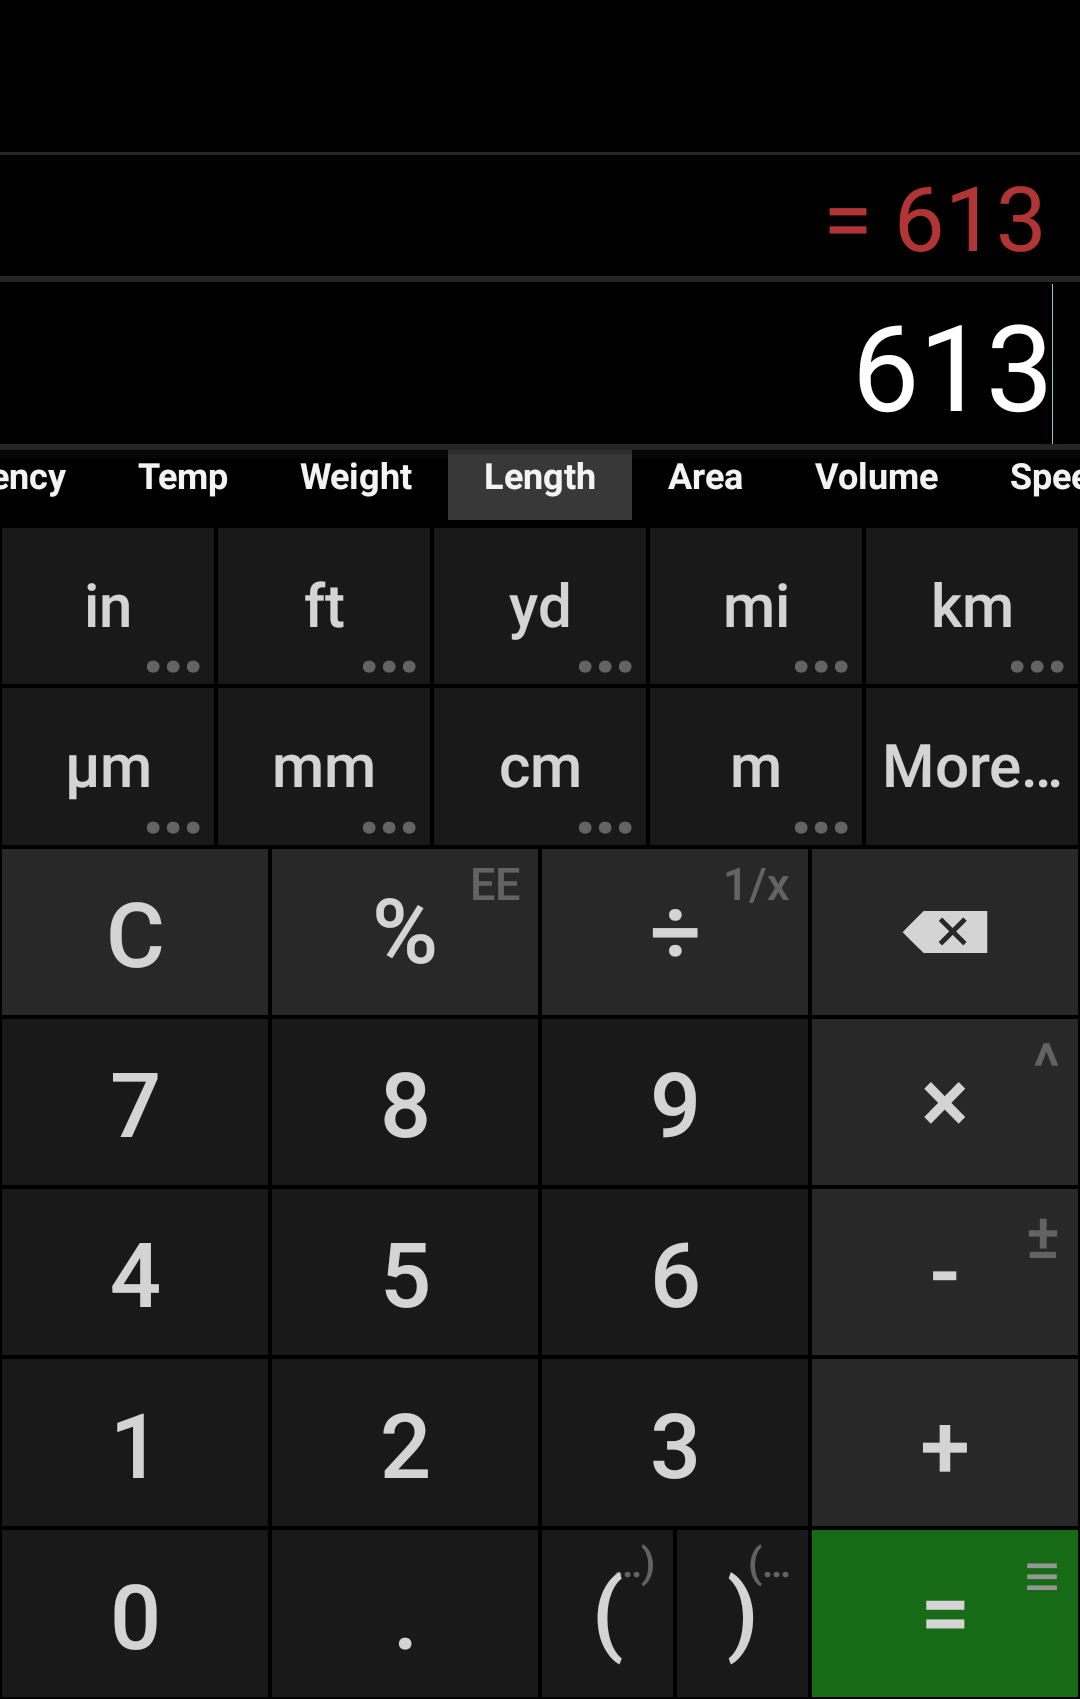 = 613
613
ency Temp Weight Length Area Volume Spee
in ft yd mi km
µm mm cm m More...
C % EE ÷ 1/x
7 8 9 × ^
4 5 6 - ±
1 2 3 +
0 . ( ..) ) (... = ≡